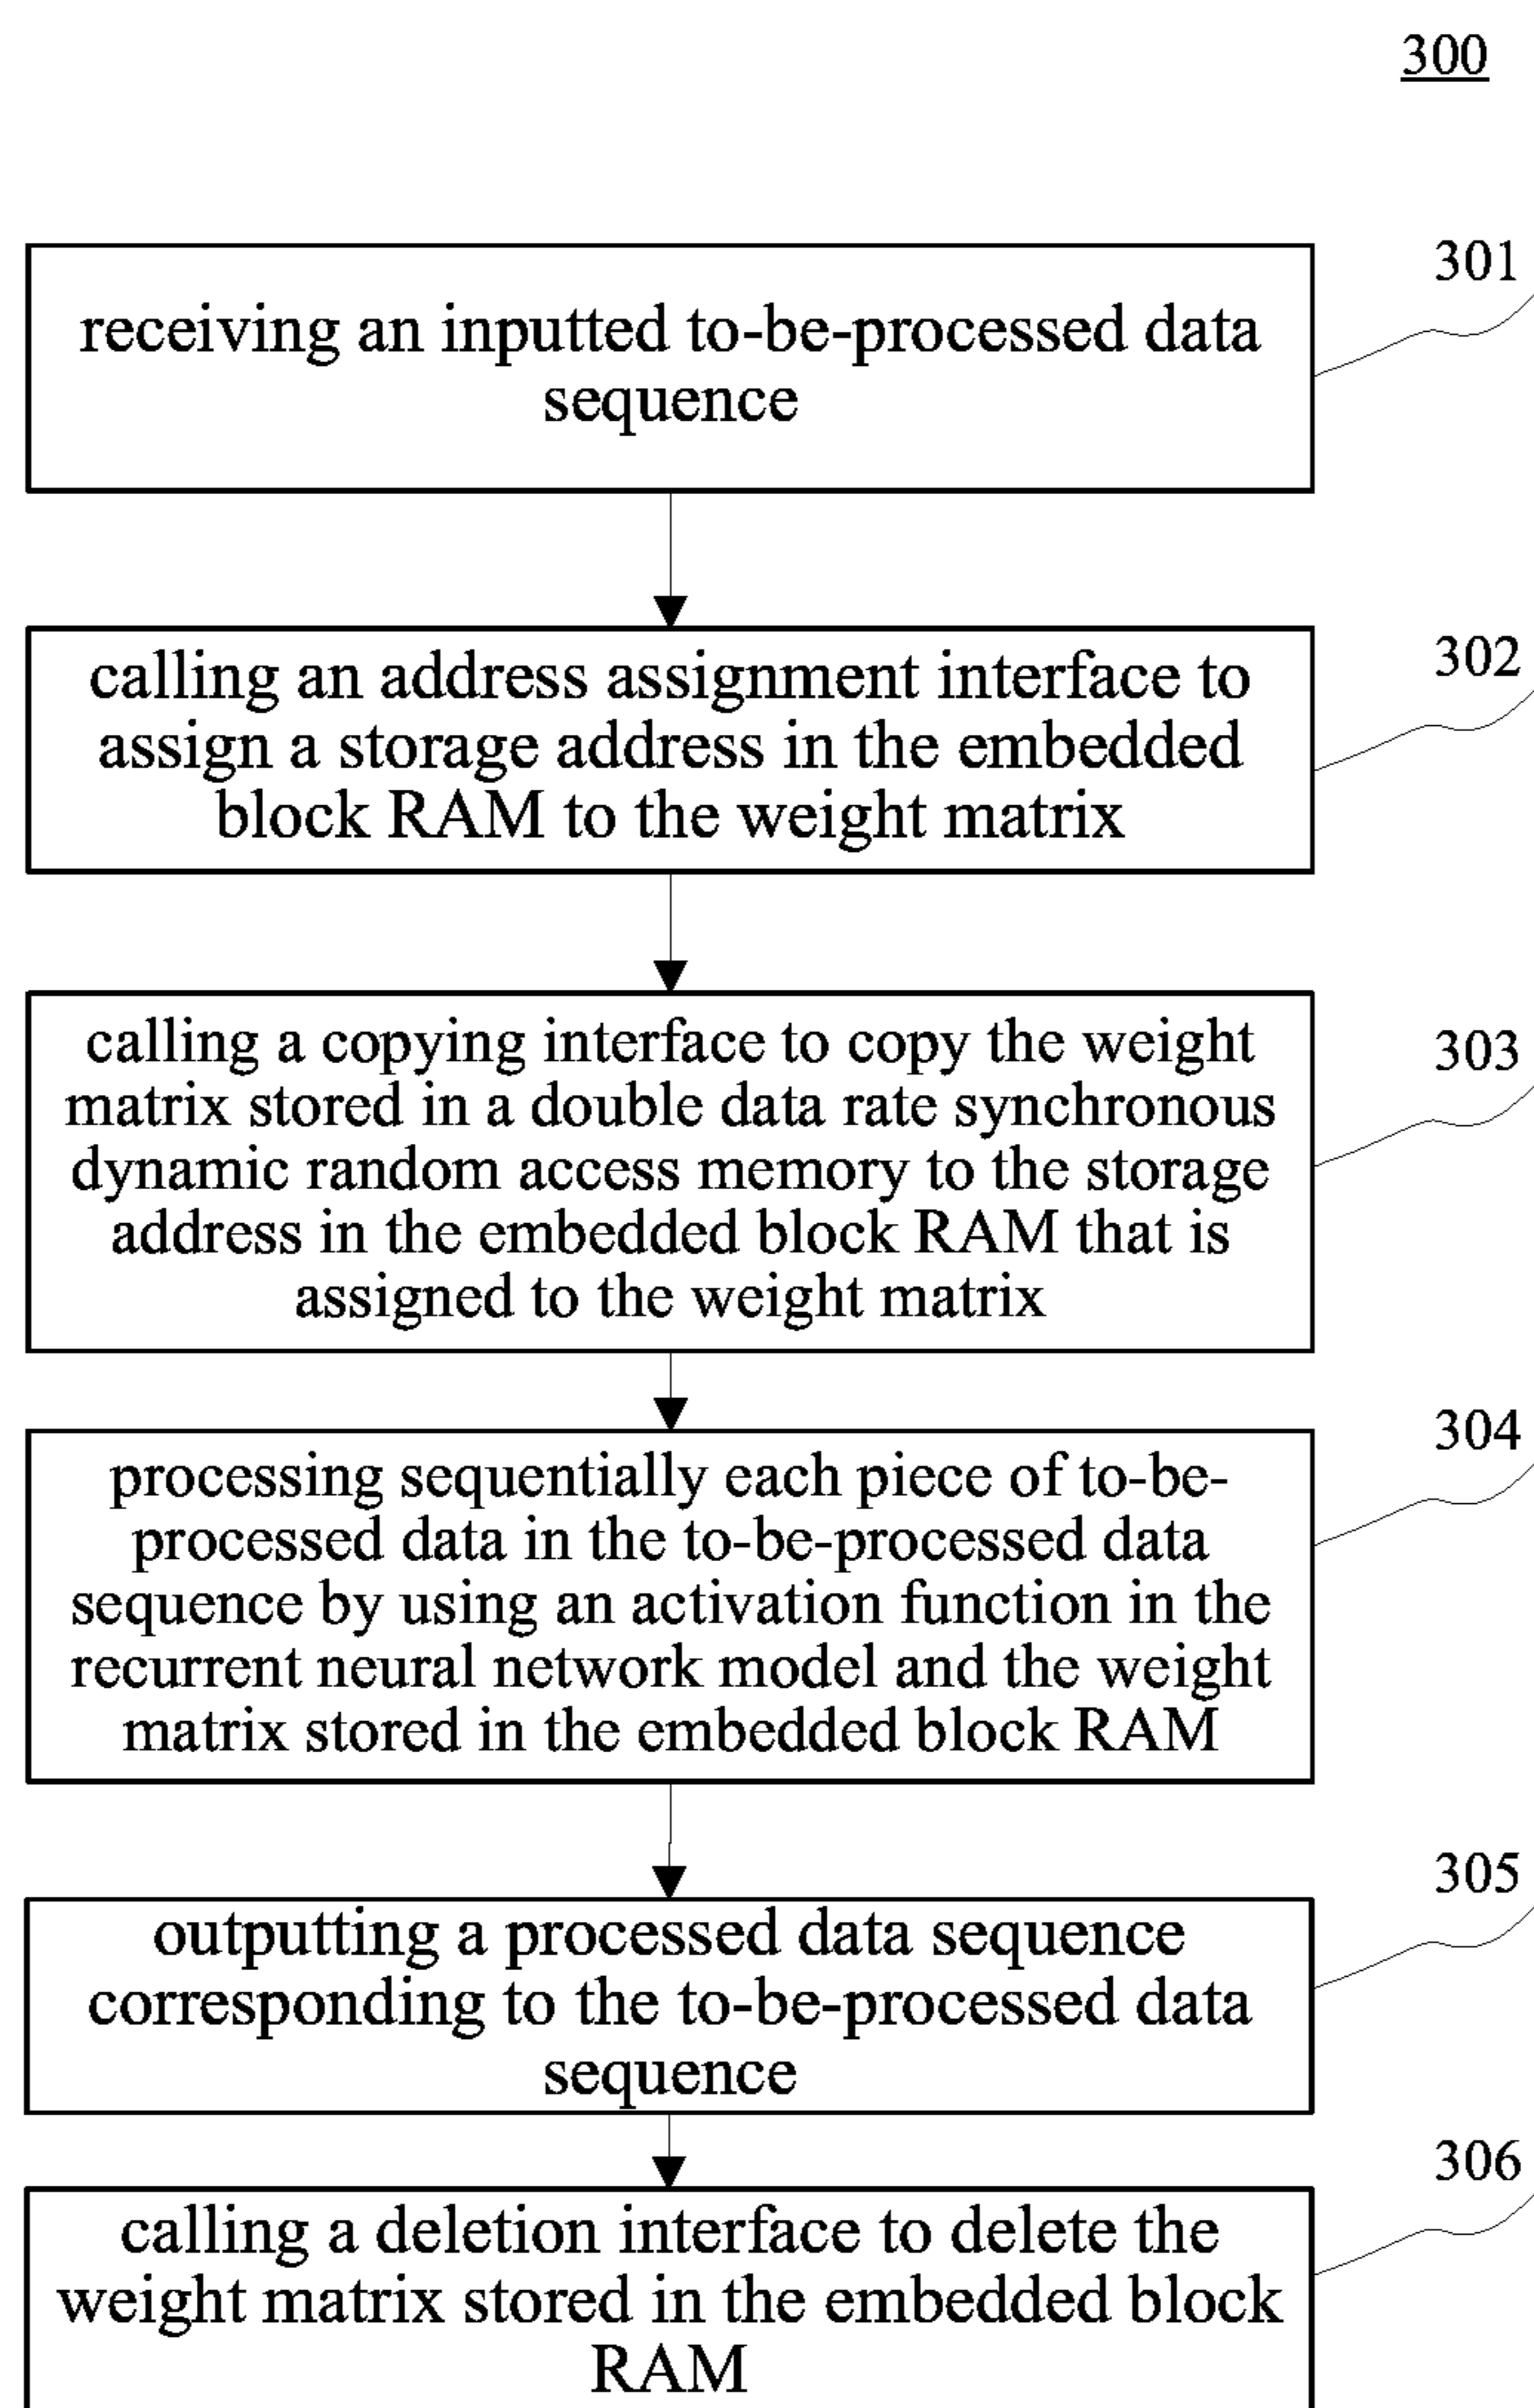 300
301
receiving an inputted to-be-processed data
sequence
302
calling an address assignment interface to
assign a storage address in the embedded
block RAM to the weight matrix
303
calling a copying interface to copy the weight
matrix stored in a double data rate synchronous
dynamic random access memory to the storage
address in the embedded block RAM that is
assigned to the weight matrix
304
processing sequentially each piece of to-be-
processed data in the to-be-processed data
sequence by using an activation function in the
recurrent neural network model and the weight
matrix stored in the embedded block RAM
305
outputting a processed data sequence
corresponding to the to-be-processed data
sequence
306
calling a deletion interface to delete the
weight matrix stored in the embedded block
RAM